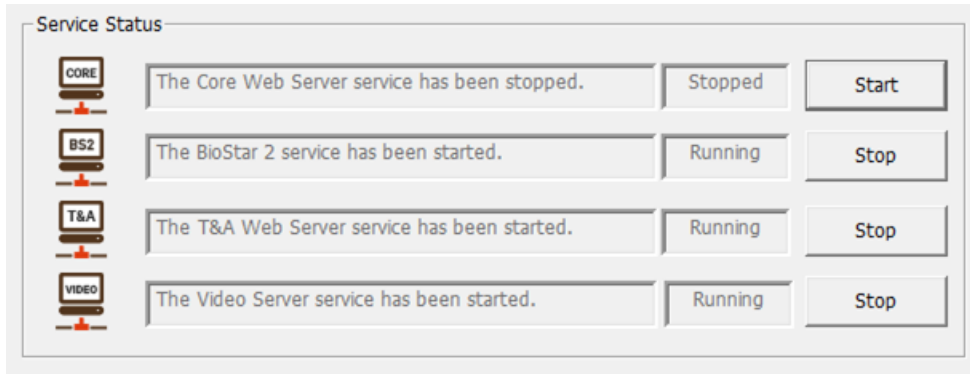 Service Status
CORE
The Core Web Server service has been stopped. Stopped Start
BS2
The BioStar 2 service has been started. Running Stop
T&A
The T&A Web Server service has been started. Running Stop
VIDEO
The Video Server service has been started. Running Stop